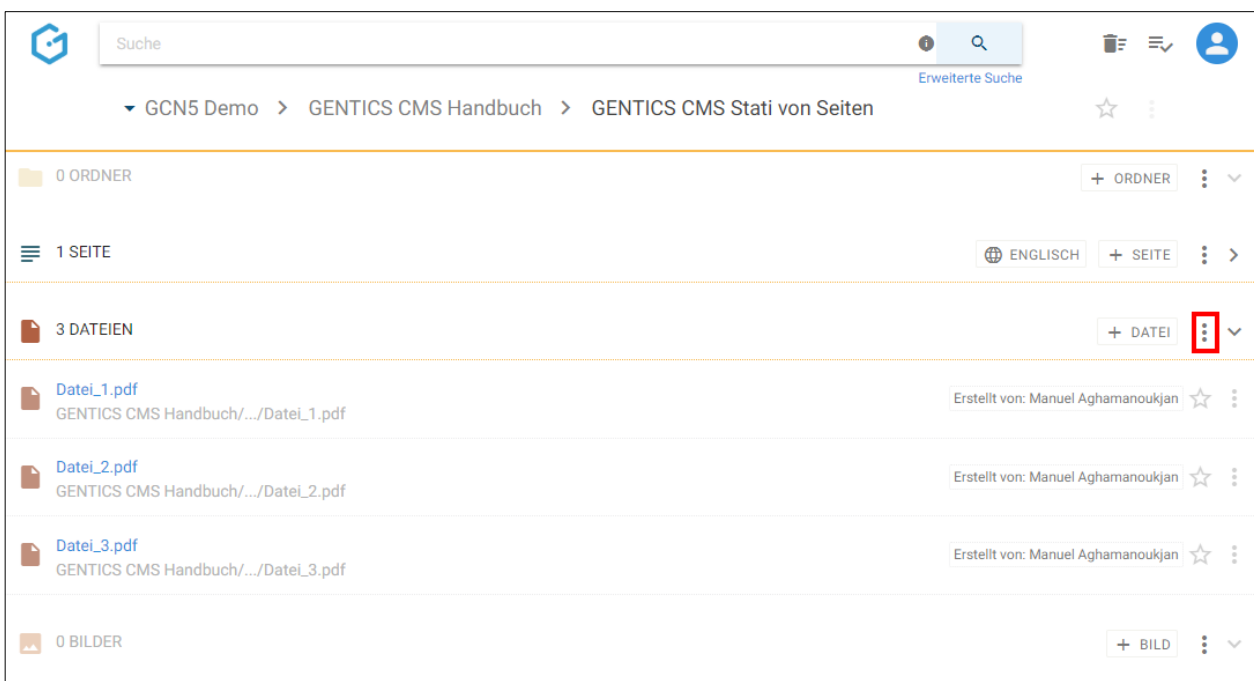 Suche
Erweiterte Suche
GCN5 Demo > GENTICS CMS Handbuch > GENTICS CMS Stati von Seiten
0 ORDNER + ORDNER
1 SEITE ENGLISCH + SEITE
3 DATEIEN + DATEI
Datei_1.pdf
GENTICS CMS Handbuch/.../Datei_1.pdf
Erstellt von: Manuel Aghamanoukjan
Datei_2.pdf
GENTICS CMS Handbuch/.../Datei_2.pdf
Erstellt von: Manuel Aghamanoukjan
Datei_3.pdf
GENTICS CMS Handbuch/.../Datei_3.pdf
Erstellt von: Manuel Aghamanoukjan
0 BILDER + BILD